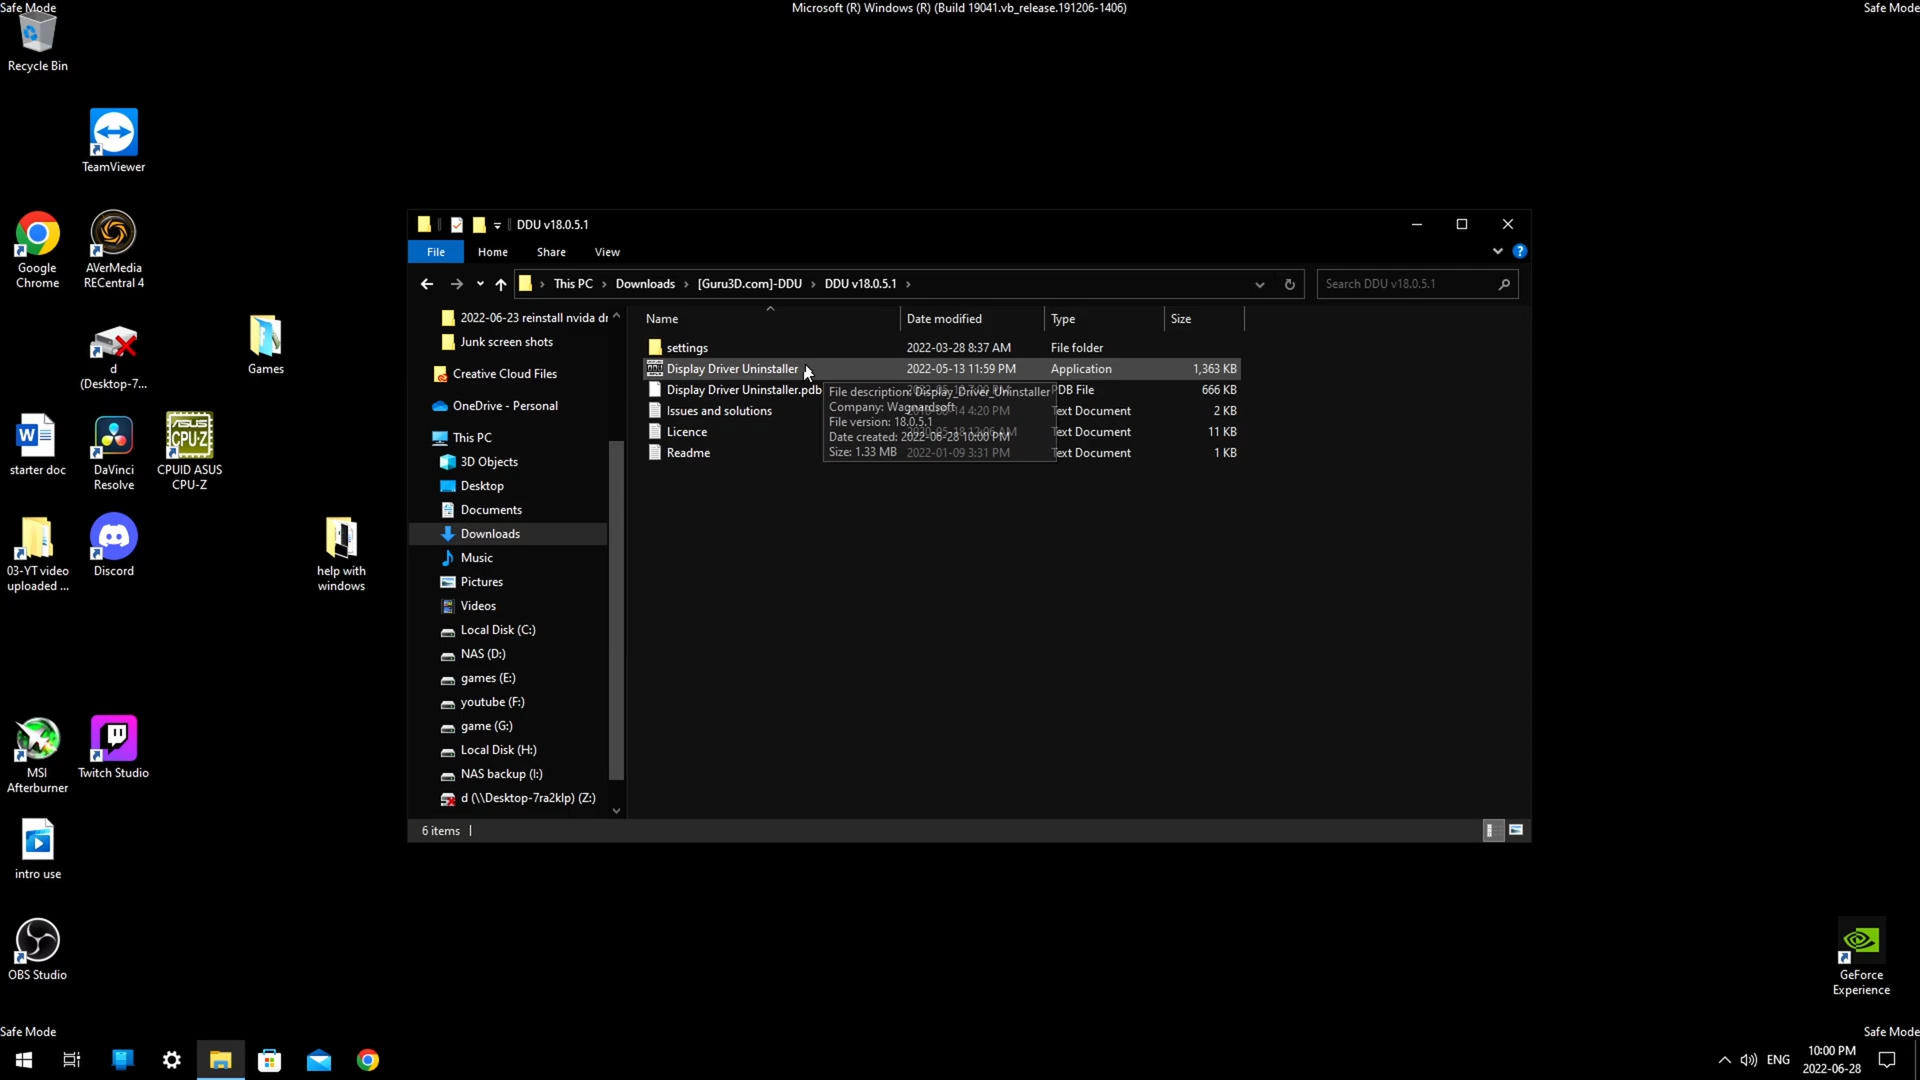 Safe Mode
Microsoft (R) Windows (R) (Build 19041.vb_release.191206-1406)
Safe Mode
Recycle Bin
TeamViewer
Google
Chrome
AVerMedia
RECentral 4
d
(Desktop-7...
Games
starter doc
DaVinci
Resolve
CPUID ASUS
CPU-Z
03-YT video
uploaded ...
Discord
help with
windows
MSI
Afterburner
Twitch Studio
intro use
OBS Studio
GeForce
Experience
DDU v18.0.5.1
File
Home
Share
View
This PC
Downloads
[Guru3D.com]-DDU
DDU v18.0.5.1
Search DDU v18.0.5.1
2022-06-23 reinstall nvidia dr
Junk screen shots
Creative Cloud Files
OneDrive - Personal
This PC
3D Objects
Desktop
Documents
Downloads
Music
Pictures
Videos
Local Disk (C:)
NAS (D:)
games (E:)
youtube (F:)
game (G:)
Local Disk (H:)
NAS backup (I:)
d (\\Desktop-7ra2klp) (Z:)
Name Date modified Type Size
settings 2022-03-28 8:37 AM File folder
Display Driver Uninstaller 2022-05-13 11:59 PM Application 1,363 KB
Display Driver Uninstaller.pdb PDB File 666 KB
Issues and solutions 4:20 PM Text Document 2 KB
Licence Text Document 11 KB
Readme 2022-01-09 3:31 PM Text Document 1 KB
File description: Display_Driver_Uninstaller
Company: Wagnardsoft
File version: 18.0.5.1
Date created: 2022-06-28 10:00 PM
Size: 1.33 MB
6 items
Safe Mode
Safe Mode
ENG
10:00 PM
2022-06-28